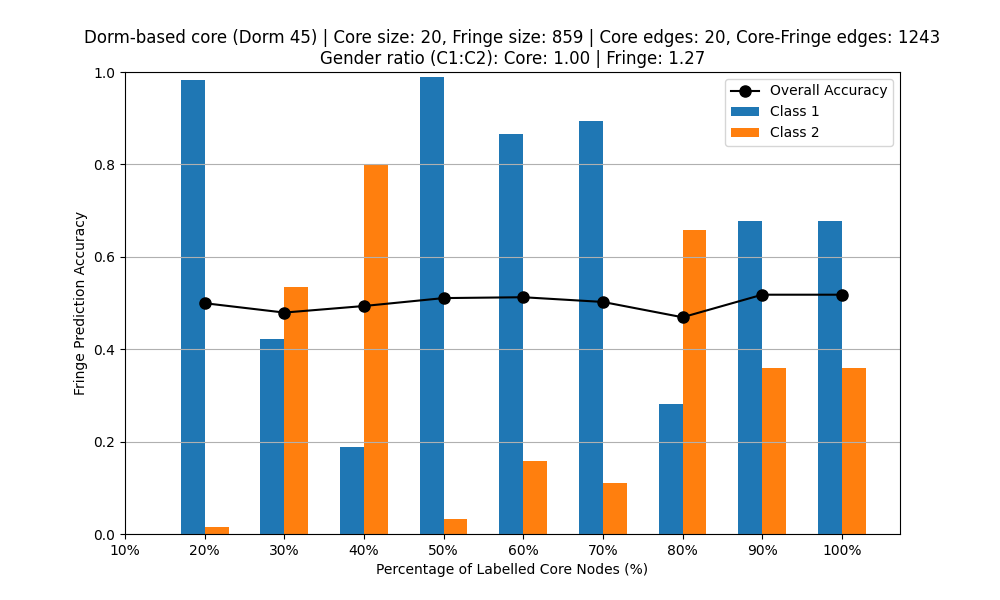 Dorm-based core (Dorm 45) | Core size: 20, Fringe size: 859 | Core edges: 20, Core-Fringe edges: 1243
Gender ratio (C1:C2): Core: 1.00 | Fringe: 1.27
Overall Accuracy
Class 1
Class 2
Fringe Prediction Accuracy
1.0
0.8
0.6
0.4
0.2
0.0
10% 20% 30% 40% 50% 60% 70% 80% 90% 100%
Percentage of Labelled Core Nodes (%)